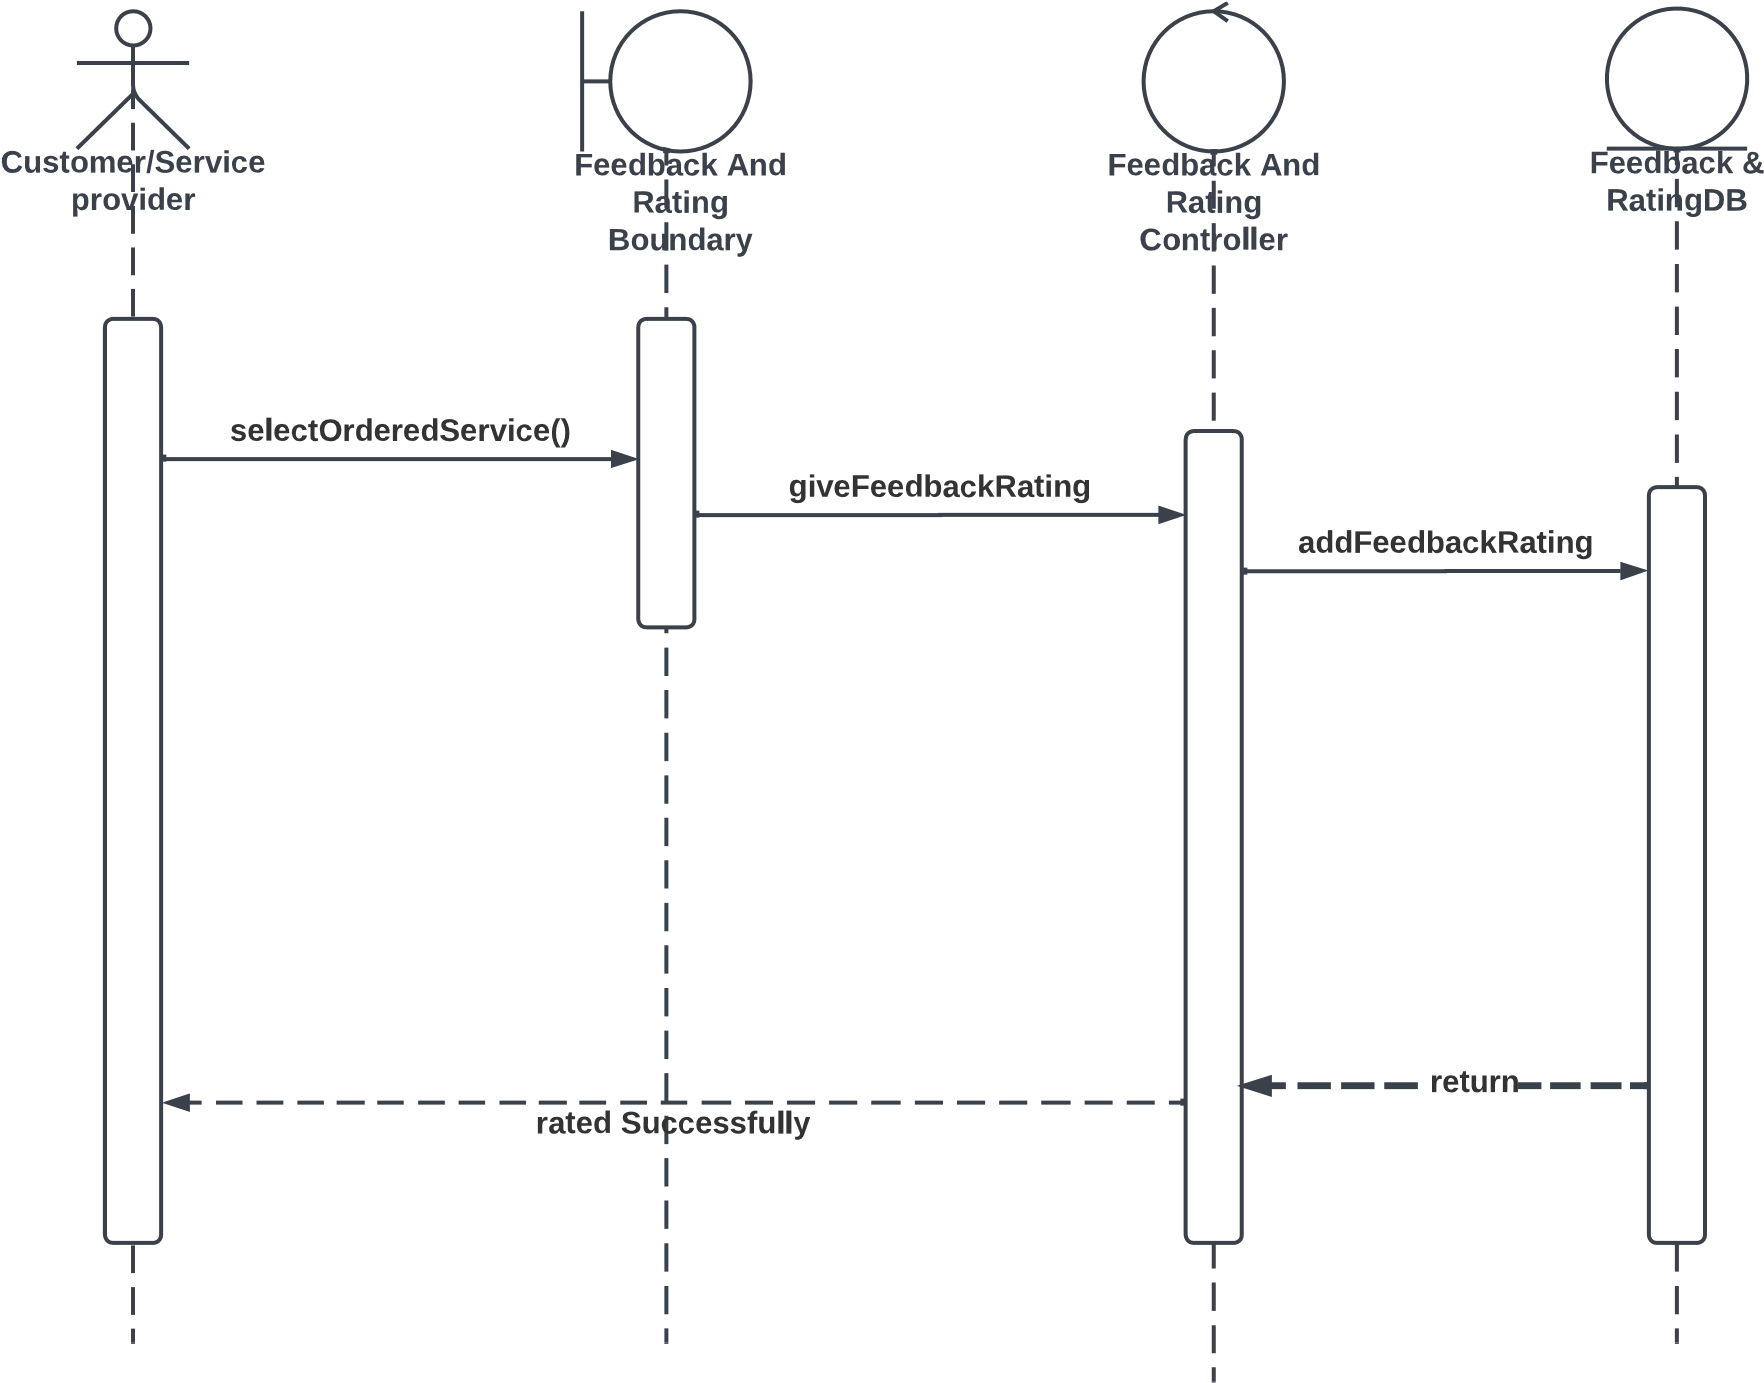 Customer/Service
provider
Feedback And
Rating
Boundary
Feedback And
Rating
Controller
Feedback &
RatingDB
selectOrderedService()
giveFeedbackRating
addFeedbackRating
return
rated Successfully